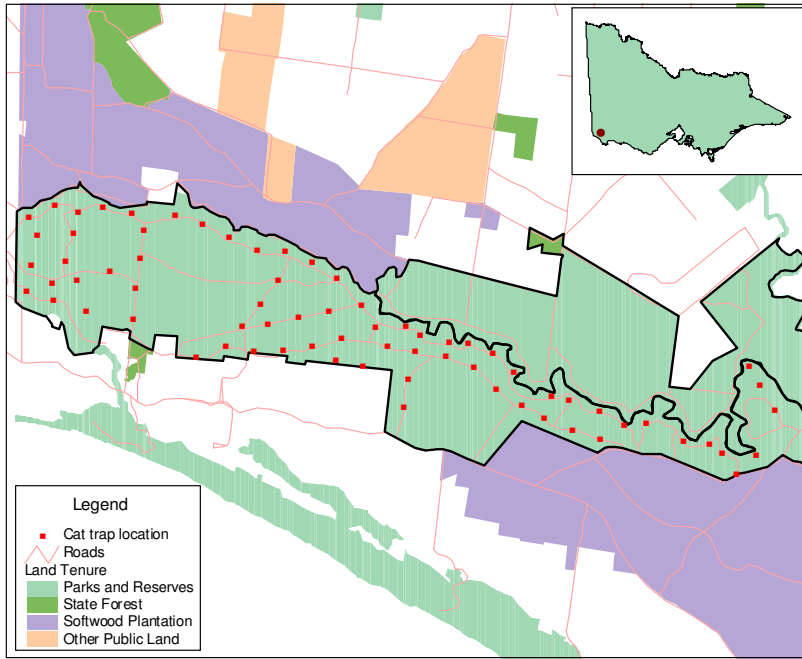 Legend
Cat trap location
Roads
Land Tenure
Parks and Reserves
State Forest
Softwood Plantation
Other Public Land